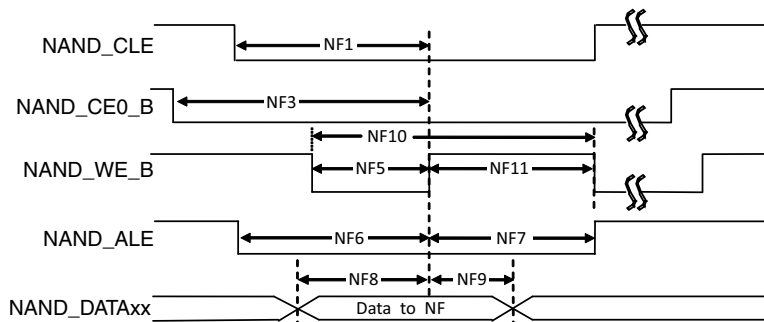 NAND_CLE
NF1
NAND_CE0_B
NF3
NF10
NAND_WE_B
NF5
NF11
NAND_ALE
NF6
NF7
NF8
NF9
NAND_DATAxx
Data to NF